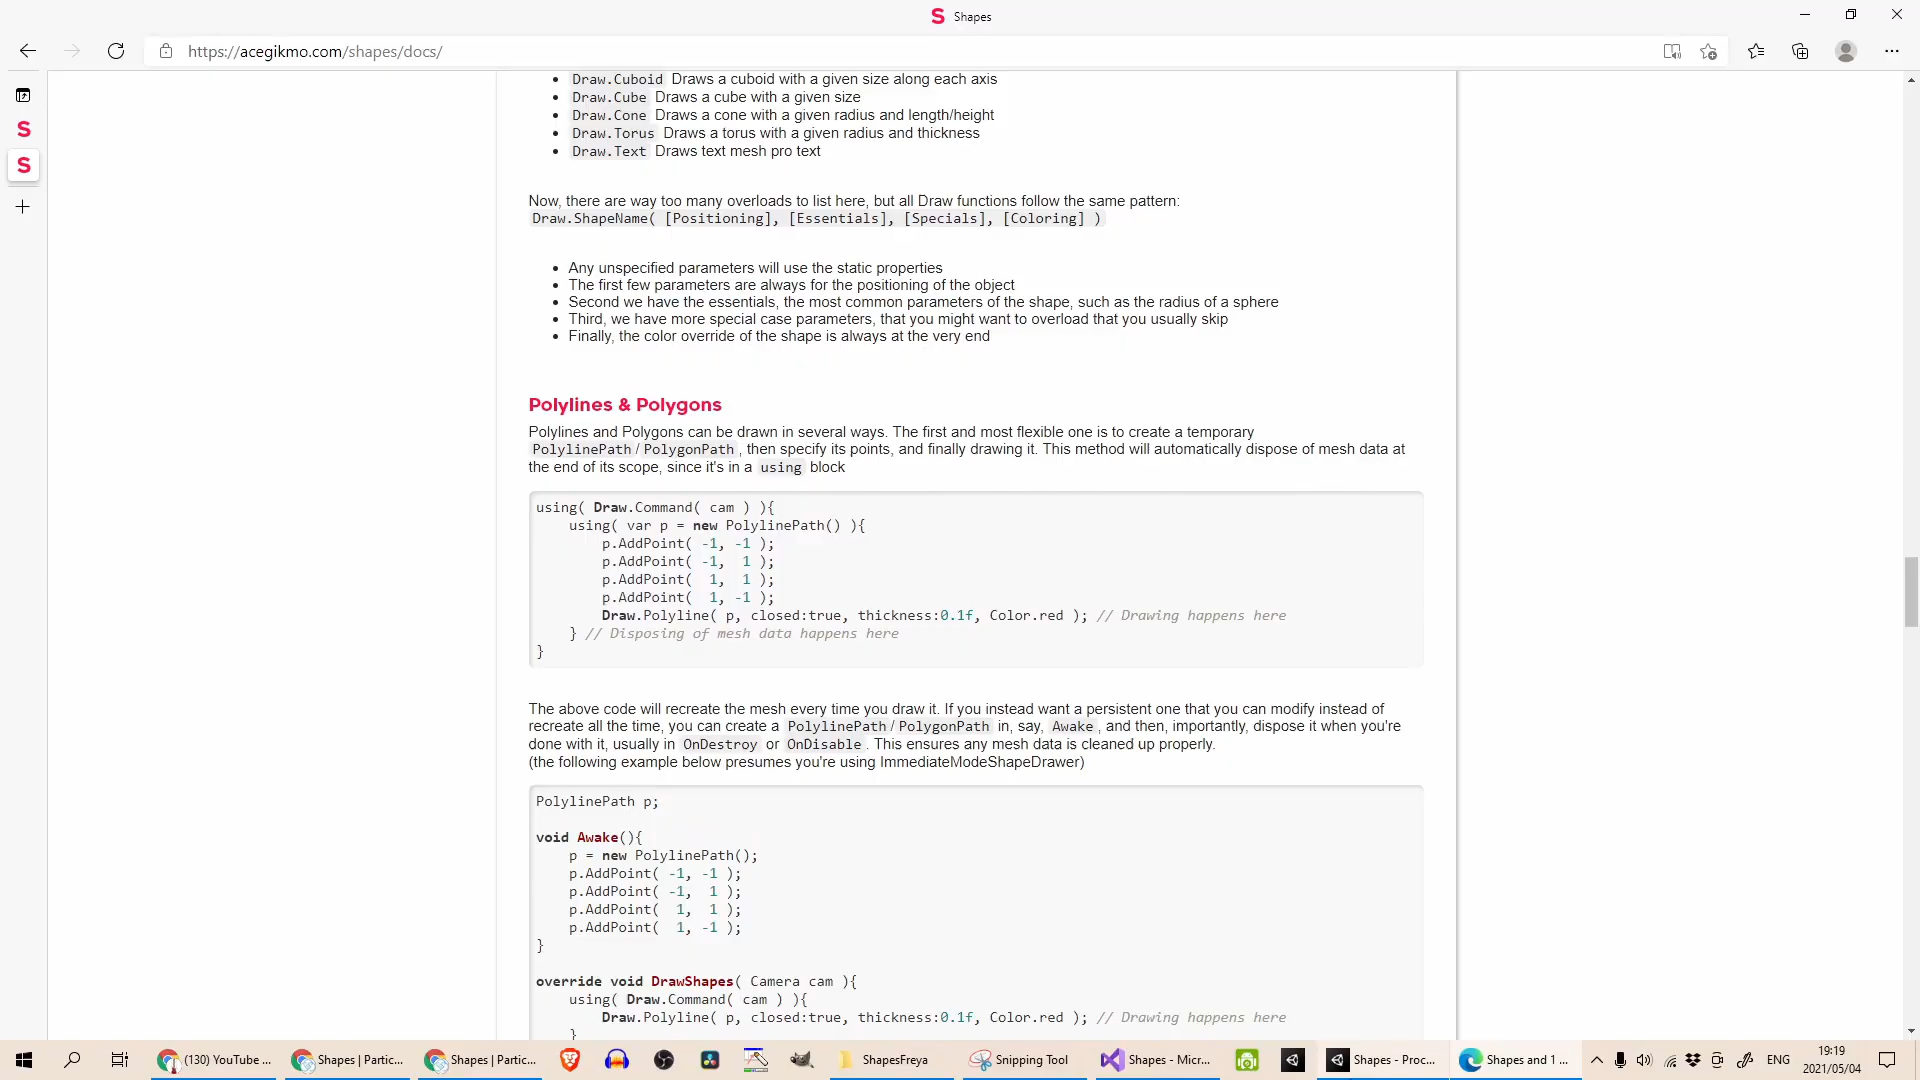 Shapes
https://acegikmo.com/shapes/docs/
Draw.Cuboid Draws a cuboid with a given size along each axis
Draw.Cube Draws a cube with a given size
Draw.Cone Draws a cone with a given radius and length/height
Draw.Torus Draws a torus with a given radius and thickness
Draw.Text Draws text mesh pro text
Now, there are way too many overloads to list here, but all Draw functions follow the same pattern:
Draw.ShapeName( [Positioning], [Essentials], [Specials], [Coloring] )
Any unspecified parameters will use the static properties
The first few parameters are always for the positioning of the object
Second we have the essentials, the most common parameters of the shape, such as the radius of a sphere
Third, we have more special case parameters, that you might want to overload that you usually skip
Finally, the color override of the shape is always at the very end
Polylines & Polygons
Polylines and Polygons can be drawn in several ways. The first and most flexible one is to create a temporary
PolylinePath/PolygonPath, then specify its points, and finally drawing it. This method will automatically dispose of mesh data at
the end of its scope, since it's in a using block
using( Draw.Command( cam ) ){
using( var p = new PolylinePath() ){
p.AddPoint( -1, -1 );
p.AddPoint( -1, 1 );
p.AddPoint( 1, 1 );
p.AddPoint( 1, -1 );
Draw.Polyline( p, closed:true, thickness:0.1f, Color.red ); // Drawing happens here
} // Disposing of mesh data happens here
}
The above code will recreate the mesh every time you draw it. If you instead want a persistent one that you can modify instead of
recreate all the time, you can create a PolylinePath/PolygonPath in, say, Awake, and then, importantly, dispose it when you're
done with it, usually in OnDestroy or OnDisable. This ensures any mesh data is cleaned up properly.
(the following example below presumes you're using ImmediateModeShapeDrawer)
PolylinePath p;
void Awake(){
p = new PolylinePath();
p.AddPoint( -1, -1 );
p.AddPoint( -1, 1 );
p.AddPoint( 1, 1 );
p.AddPoint( 1, -1 );
}
override void DrawShapes( Camera cam ){
using( Draw.Command( cam ) ){
Draw.Polyline( p, closed:true, thickness:0.1f, Color.red ); // Drawing happens here
}
(130) YouTube ... Shapes | Partic... Shapes | Partic... ShapesFreya Snipping Tool Shapes - Micr... Shapes - Proc... Shapes and 1 ... ENG 19:19
2021/05/04